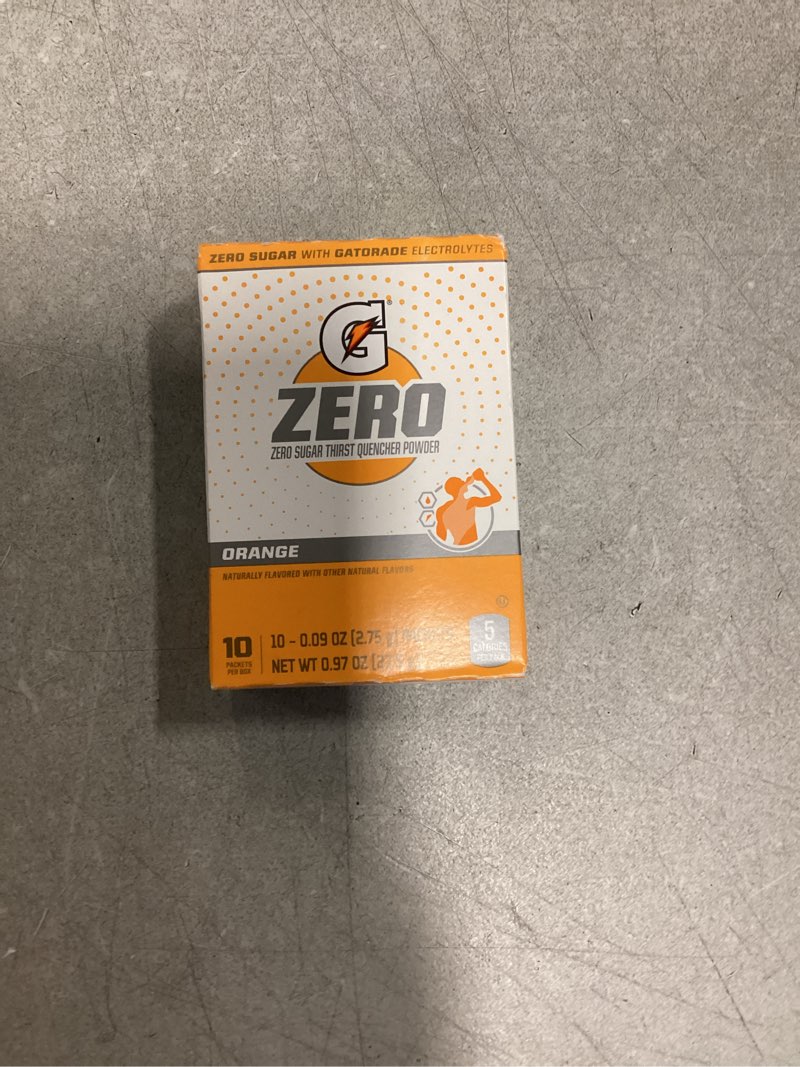 ZERO SUGAR WITH GATORADE ELECTROLYTES
G
ZERO
ZERO SUGAR THIRST QUENCHER POWDER
ORANGE
NATURALLY FLAVORED WITH OTHER NATURAL FLAVORS
10
PACKETS
PER BOX
10 – 0.09 OZ (2.75 g)
NET WT 0.97 OZ
5
CALORIES